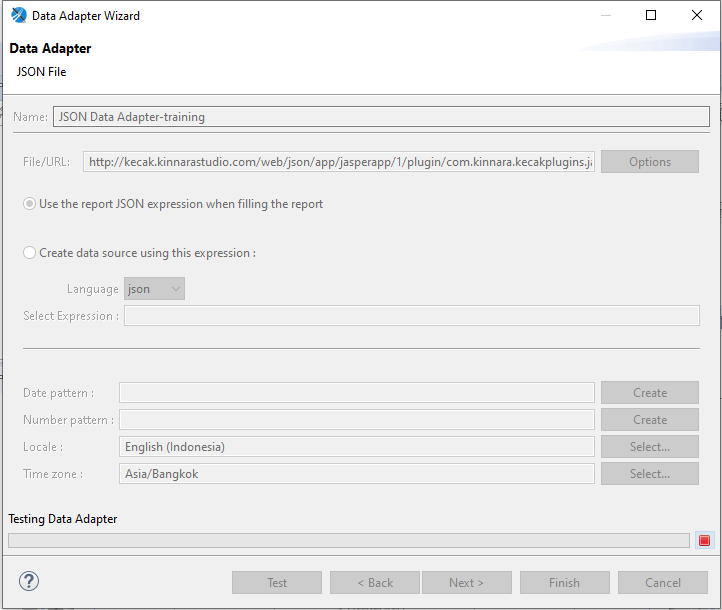 Data Adapter Wizard
Data Adapter
JSON File
Name: JSON Data Adapter-training
File/URL: http://kecak.kinnarastudio.com/web/json/app/jasperapp/1/plugin/com.kinnara.kecakplugins.ja Options
Use the report JSON expression when filling the report
Create data source using this expression :
Language json
Select Expression :
Date pattern : Create
Number pattern : Create
Locale : English (Indonesia) Select...
Time zone : Asia/Bangkok Select...
Testing Data Adapter
? Test < Back Next > Finish Cancel